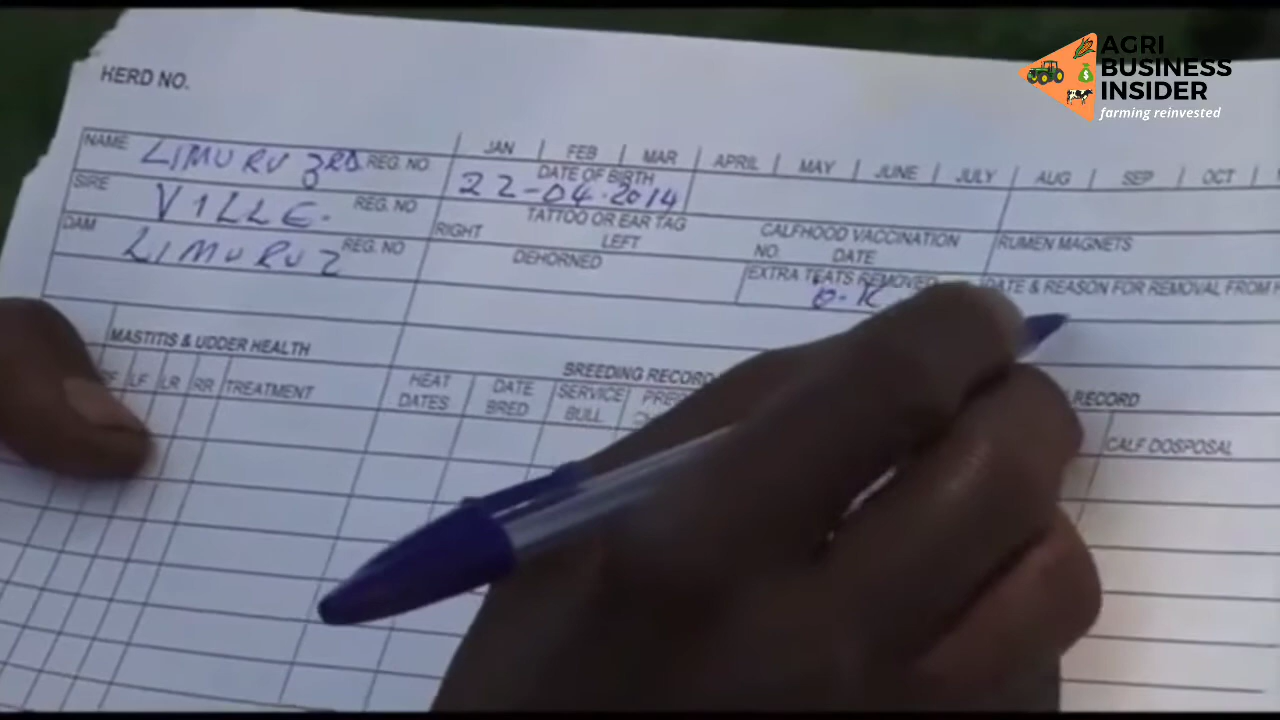 AGRI
BUSINESS
INSIDER
farming reinvested
HERD NO.
NAME LIMURU 3RD REG. NO
JAN FEB MAR APRIL MAY JUNE JULY AUG SEP OCT
SIRE VILLE. REG. NO
DATE OF BIRTH
22-04-2014
DAM LIMURU 2 REG. NO
TATTOO OR EAR TAG
RIGHT LEFT
CALFHOOD VACCINATION
NO. DATE
RUMEN MAGNETS
DEHORNED
EXTRA TEATS REMOVED
O.K
DATE & REASON FOR REMOVAL FROM
MASTITIS & UDDER HEALTH
BREEDING RECORD
RECORD
RF LF LR RR TREATMENT
HEAT DATES
DATE BRED
SERVICE BULL
CALF DOSPOSAL